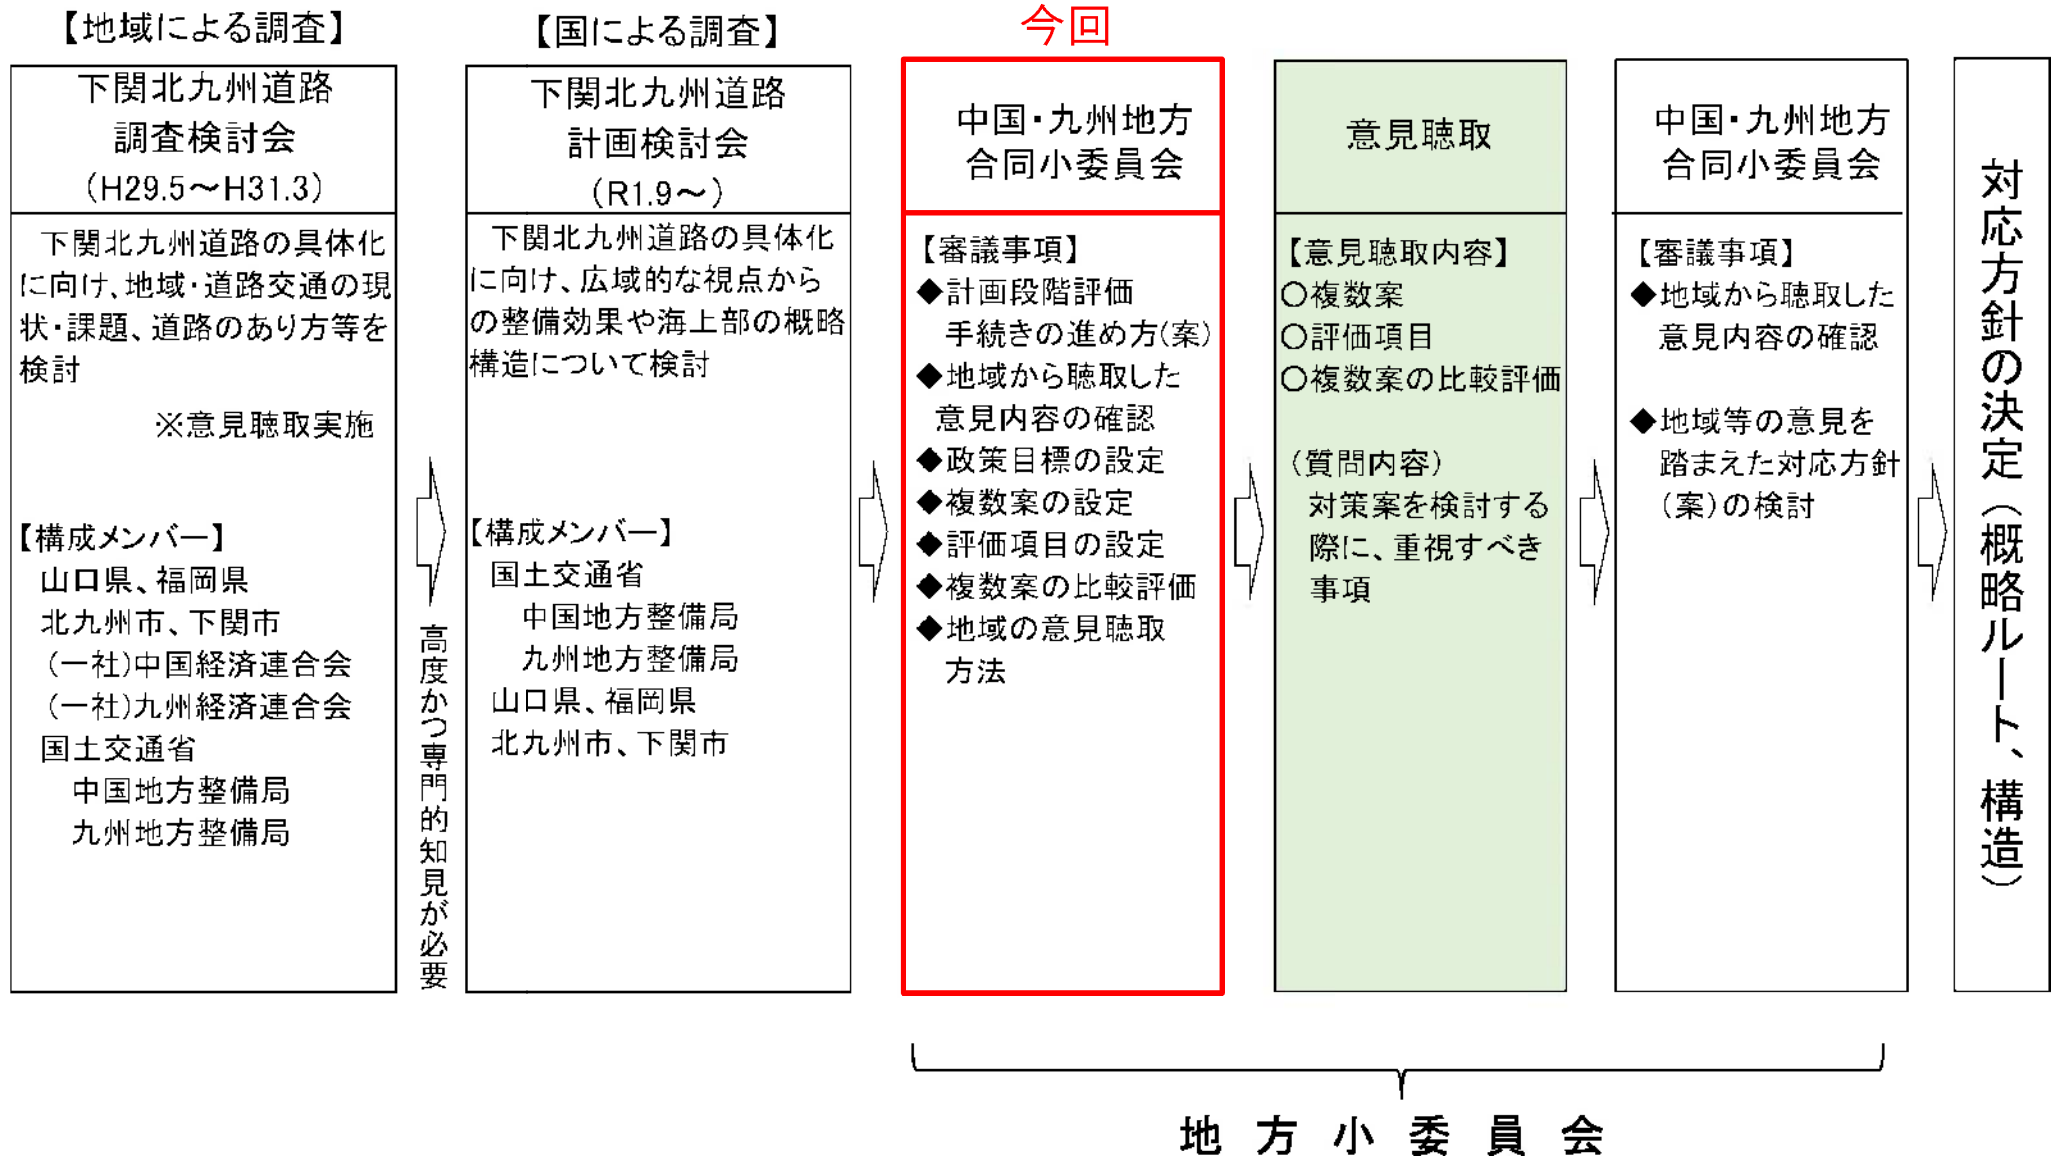 【地域による調査】
下関北九州道路
調査検討会
(H29.5～H31.3)
下関北九州道路の具体化
に向け、地域・道路交通の現
状・課題、道路のあり方等を
検討
※意見聴取実施
【構成メンバー】
山口県、福岡県
北九州市、下関市
(一社)中国経済連合会
(一社)九州経済連合会
国土交通省
中国地方整備局
九州地方整備局
高度かつ専門的知見が必要
【国による調査】
下関北九州道路
計画検討会
(R1.9～)
下関北九州道路の具体化
に向け、広域的な視点から
の整備効果や海上部の概略
構造について検討
【構成メンバー】
国土交通省
中国地方整備局
九州地方整備局
山口県、福岡県
北九州市、下関市
今回
中国・九州地方
合同小委員会
【審議事項】
◆計画段階評価
手続きの進め方(案)
◆地域から聴取した
意見内容の確認
◆政策目標の設定
◆複数案の設定
◆評価項目の設定
◆複数案の比較評価
◆地域の意見聴取
方法
意見聴取
【意見聴取内容】
○複数案
○評価項目
○複数案の比較評価
(質問内容)
対策案を検討する
際に、重視すべき
事項
中国・九州地方
合同小委員会
【審議事項】
◆地域から聴取した
意見内容の確認
◆地域等の意見を
踏まえた対応方針
(案)の検討
対応方針の決定(概略ルート、構造)
地方小委員会